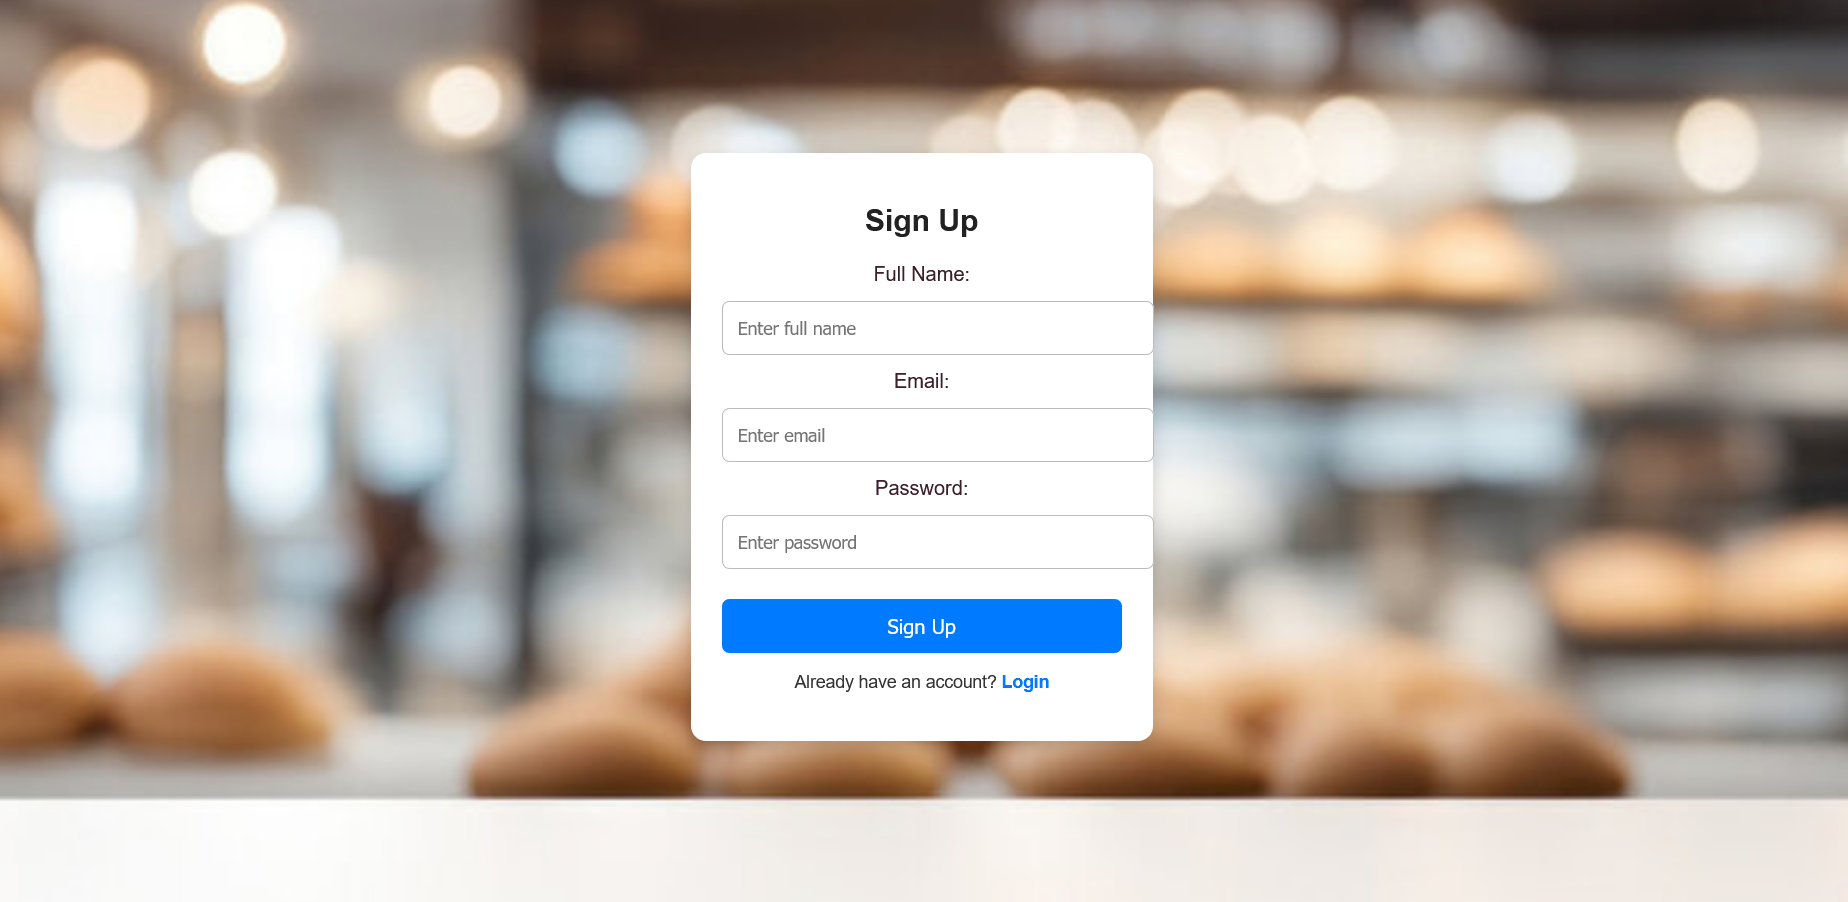 Sign Up
Full Name:
Enter full name
Email:
Enter email
Password:
Enter password
Sign Up
Already have an account? Login